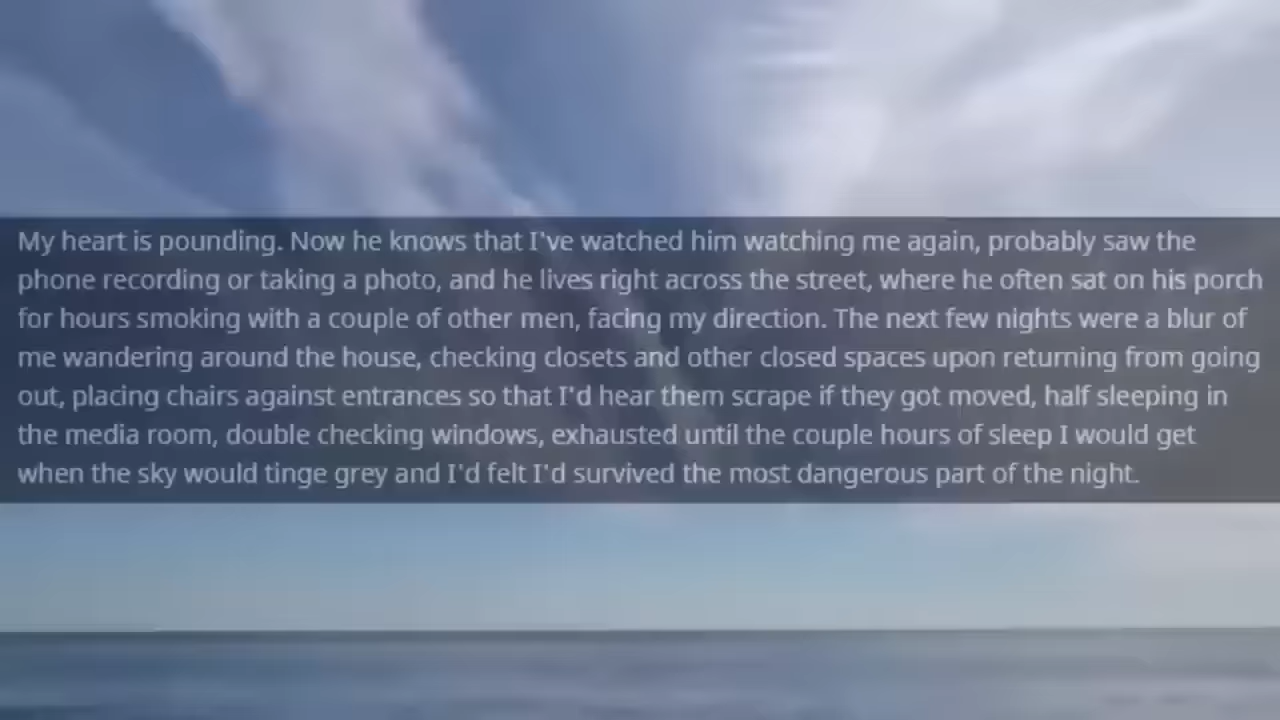 My heart is pounding. Now he knows that I've watched him watching me again, probably saw the
phone recording or taking a photo, and he lives right across the street, where he often sat on his porch
for hours smoking with a couple of other men, facing my direction. The next few nights were a blur of
me wandering around the house, checking closets and other closed spaces upon returning from going
out, placing chairs against entrances so that I'd hear them scrape if they got moved, half sleeping in
the media room, double checking windows, exhausted until the couple hours of sleep I would get
when the sky would tinge grey and I'd felt I'd survived the most dangerous part of the night.